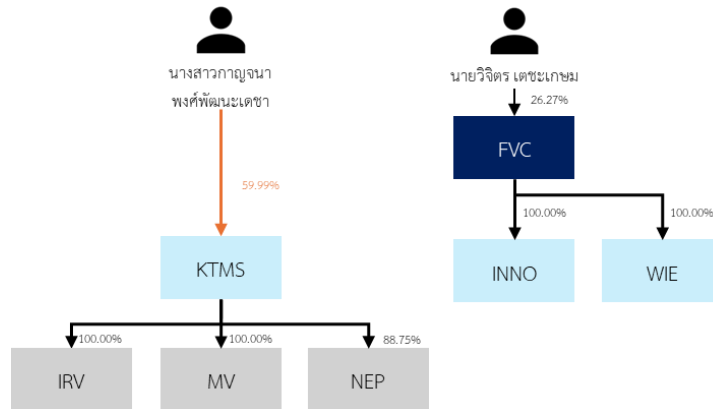 นางสาวกาญจนา
พงศ์พัฒนะเดชา
59.99%
KTMS
100.00%
100.00%
88.75%
IRV
MV
NEP
นายวิจิตร เตชะเกษม
26.27%
FVC
100.00%
100.00%
INNO
WIE